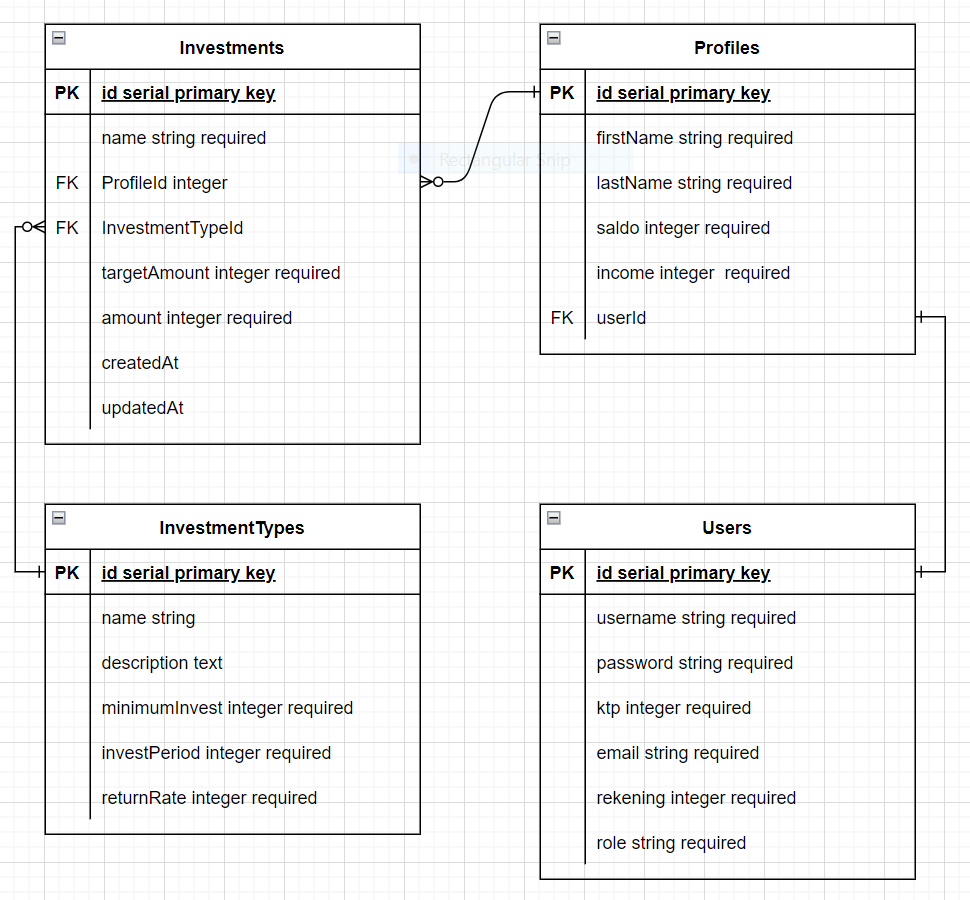 Investments
PK id serial primary key
name string required
FK ProfileId integer
FK InvestmentTypeId
targetAmount integer required
amount integer required
createdAt
updatedAt
Profiles
PK id serial primary key
firstName string required
lastName string required
saldo integer required
income integer required
FK userId
Rectangular Snip
InvestmentTypes
PK id serial primary key
name string
description text
minimumInvest integer required
investPeriod integer required
returnRate integer required
Users
PK id serial primary key
username string required
password string required
ktp integer required
email string required
rekening integer required
role string required